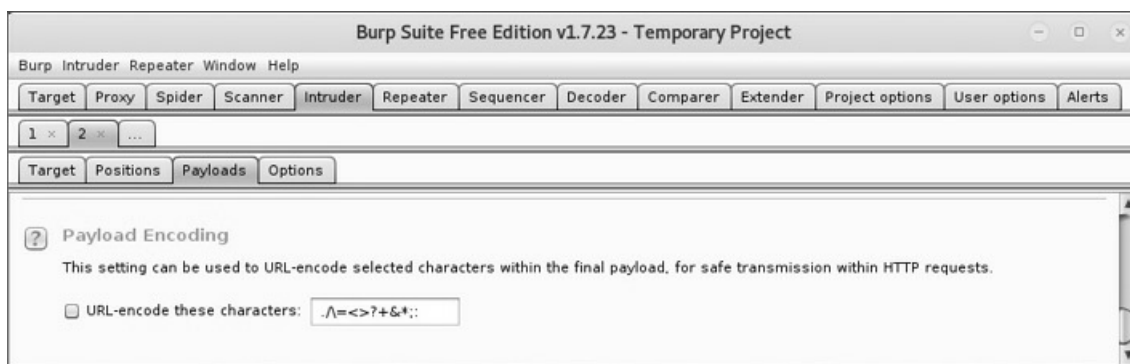 Burp Suite Free Edition v1.7.23 - Temporary Project
Burp Intruder Repeater Window Help
Target Proxy Spider Scanner Intruder Repeater Sequencer Decoder Comparer Extender Project options User options Alerts
1 × 2 × ...
Target Positions Payloads Options
? Payload Encoding
This setting can be used to URL-encode selected characters within the final payload, for safe transmission within HTTP requests.
URL-encode these characters: ./\=<>?+&*;: